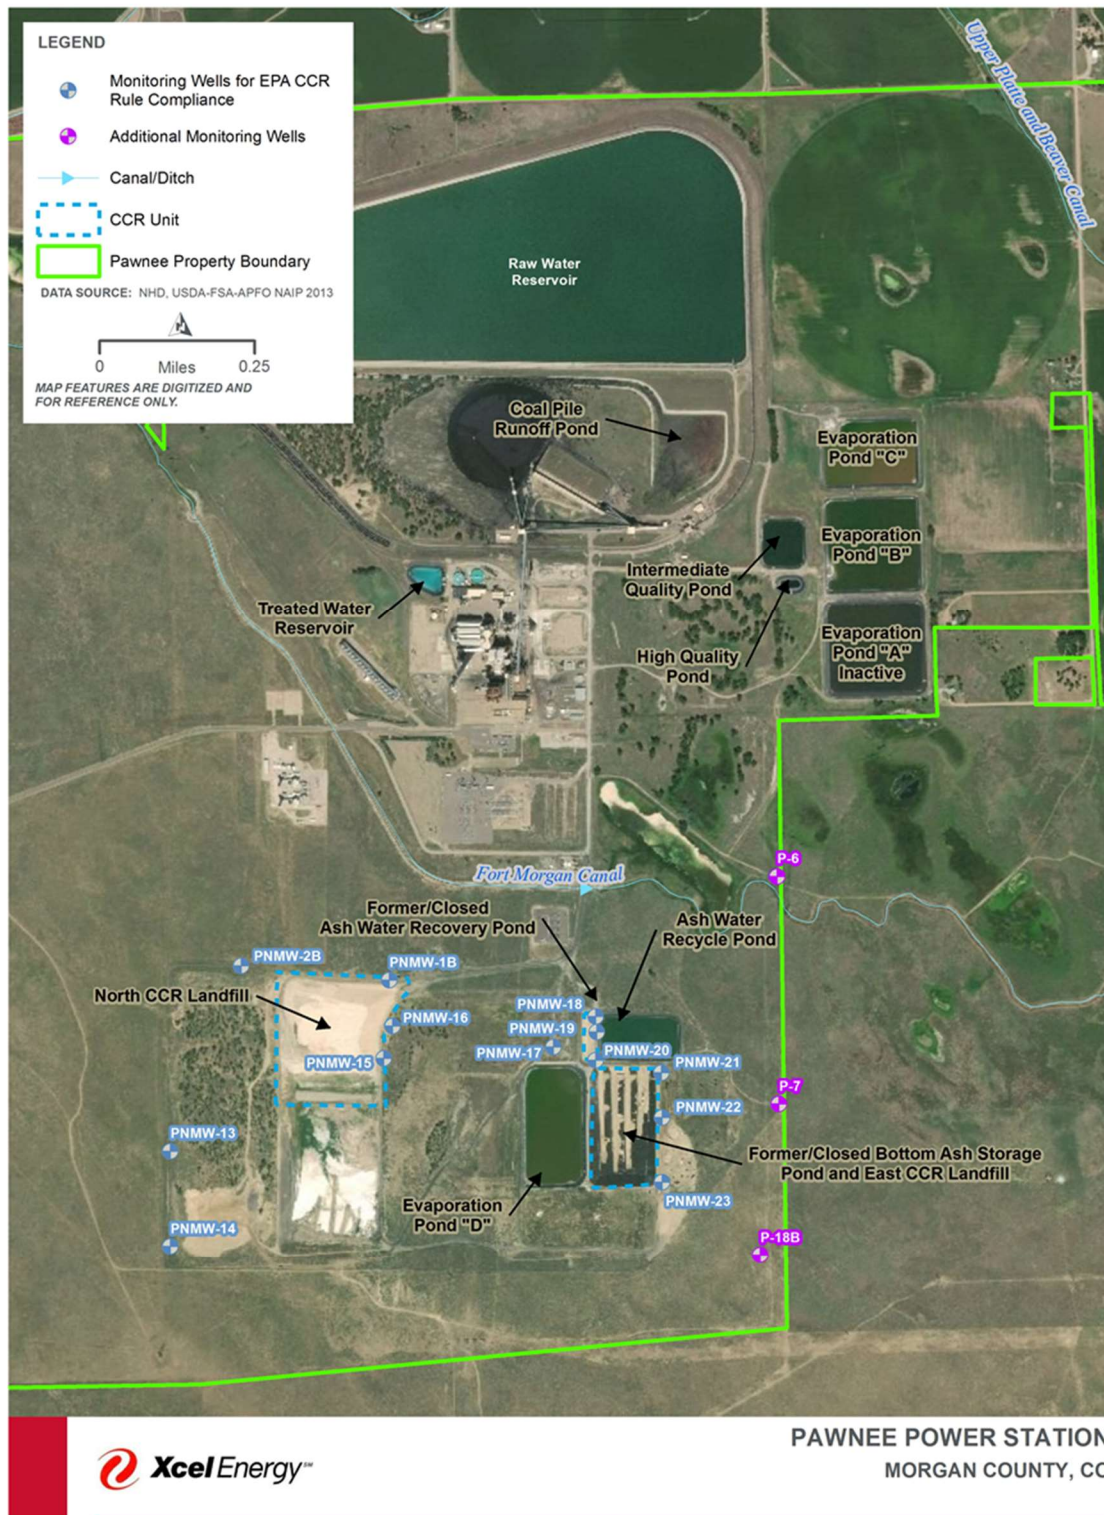 LEGEND
Monitoring Wells for EPA CCR
Rule Compliance
Additional Monitoring Wells
Canal/Ditch
CCR Unit
Pawnee Property Boundary
DATA SOURCE: NHD, USDA-FSA-APFO NAIP 2013
N
0 Miles 0.25
MAP FEATURES ARE DIGITIZED AND
FOR REFERENCE ONLY.
Upper Platte and Beaver Canal
Raw Water
Reservoir
Coal Pile
Runoff Pond
Evaporation
Pond "C"
Evaporation
Pond "B"
Intermediate
Quality Pond
Treated Water
Reservoir
High Quality
Pond
Evaporation
Pond "A"
Inactive
P-6
Fort Morgan Canal
Former/Closed
Ash Water Recovery Pond
Ash Water
Recycle Pond
PNMW-2B
PNMW-1B
North CCR Landfill
PNMW-16
PNMW-15
PNMW-18
PNMW-19
PNMW-17
PNMW-20
PNMW-21
P-7
PNMW-22
PNMW-13
Former/Closed Bottom Ash Storage
Pond and East CCR Landfill
PNMW-23
Evaporation
Pond "D"
PNMW-14
P-18B
Xcel Energy℠
PAWNEE POWER STATION
MORGAN COUNTY, CO